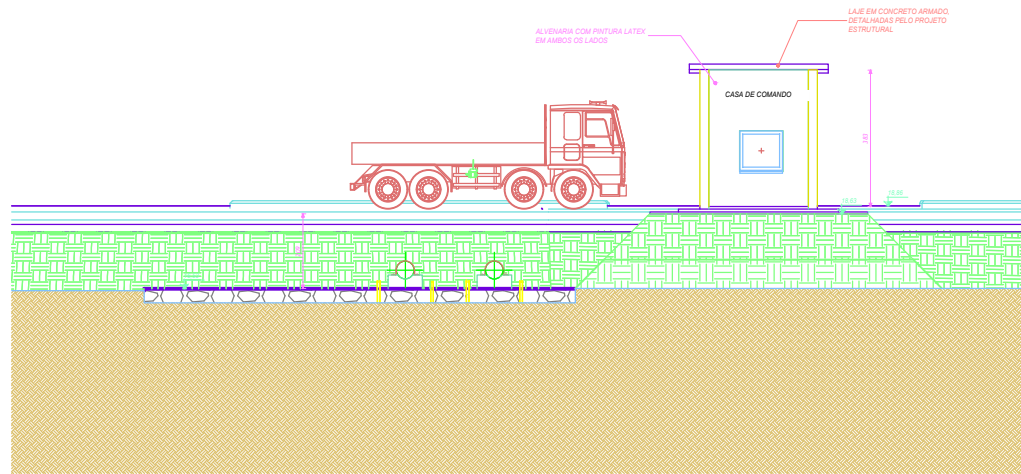 LAJE EM CONCRETO ARMADO,
DETALHADAS PELO PROJETO
ESTRUTURAL
ALVENARIA COM PINTURA LATEX
EM AMBOS OS LADOS
CASA DE COMANDO